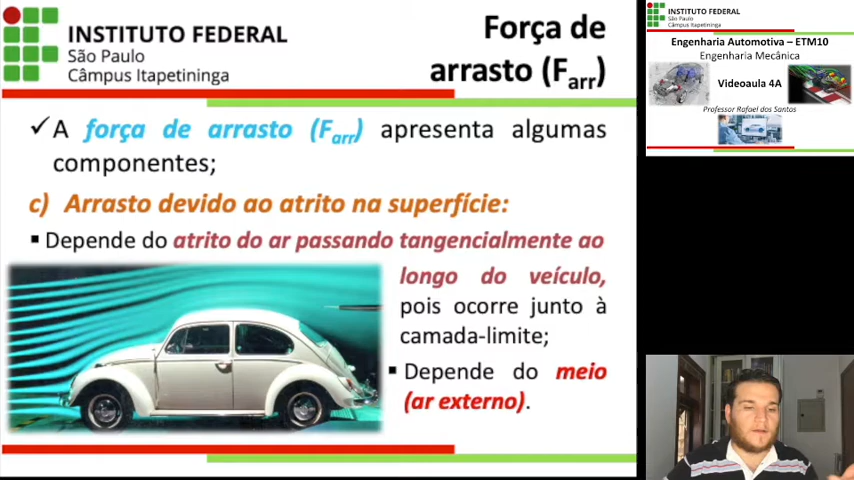 INSTITUTO FEDERAL
São Paulo
Câmpus Itapetininga
Força de
arrasto (Farr)
✓ A força de arrasto (Farr) apresenta algumas
componentes;
c) Arrasto devido ao atrito na superfície:
▪ Depende do atrito do ar passando tangencialmente ao
longo do veículo,
pois ocorre junto à
camada-limite;
▪ Depende do meio
(ar externo).
INSTITUTO FEDERAL
São Paulo
Câmpus Itapetininga
Engenharia Automotiva – ETM10
Engenharia Mecânica
Videoaula 4A
Professor Rafael dos Santos